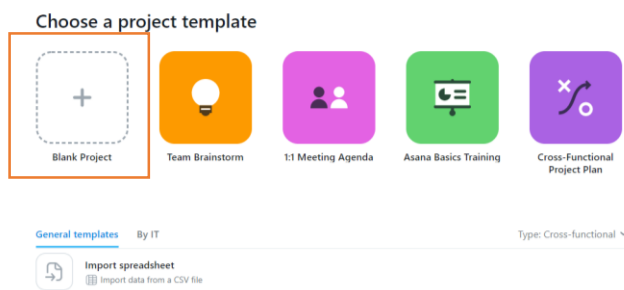 Choose a project template
Blank Project
Team Brainstorm
1:1 Meeting Agenda
Asana Basics Training
Cross-Functional
Project Plan
General templates
By IT
Type: Cross-functional
Import spreadsheet
Import data from a CSV file